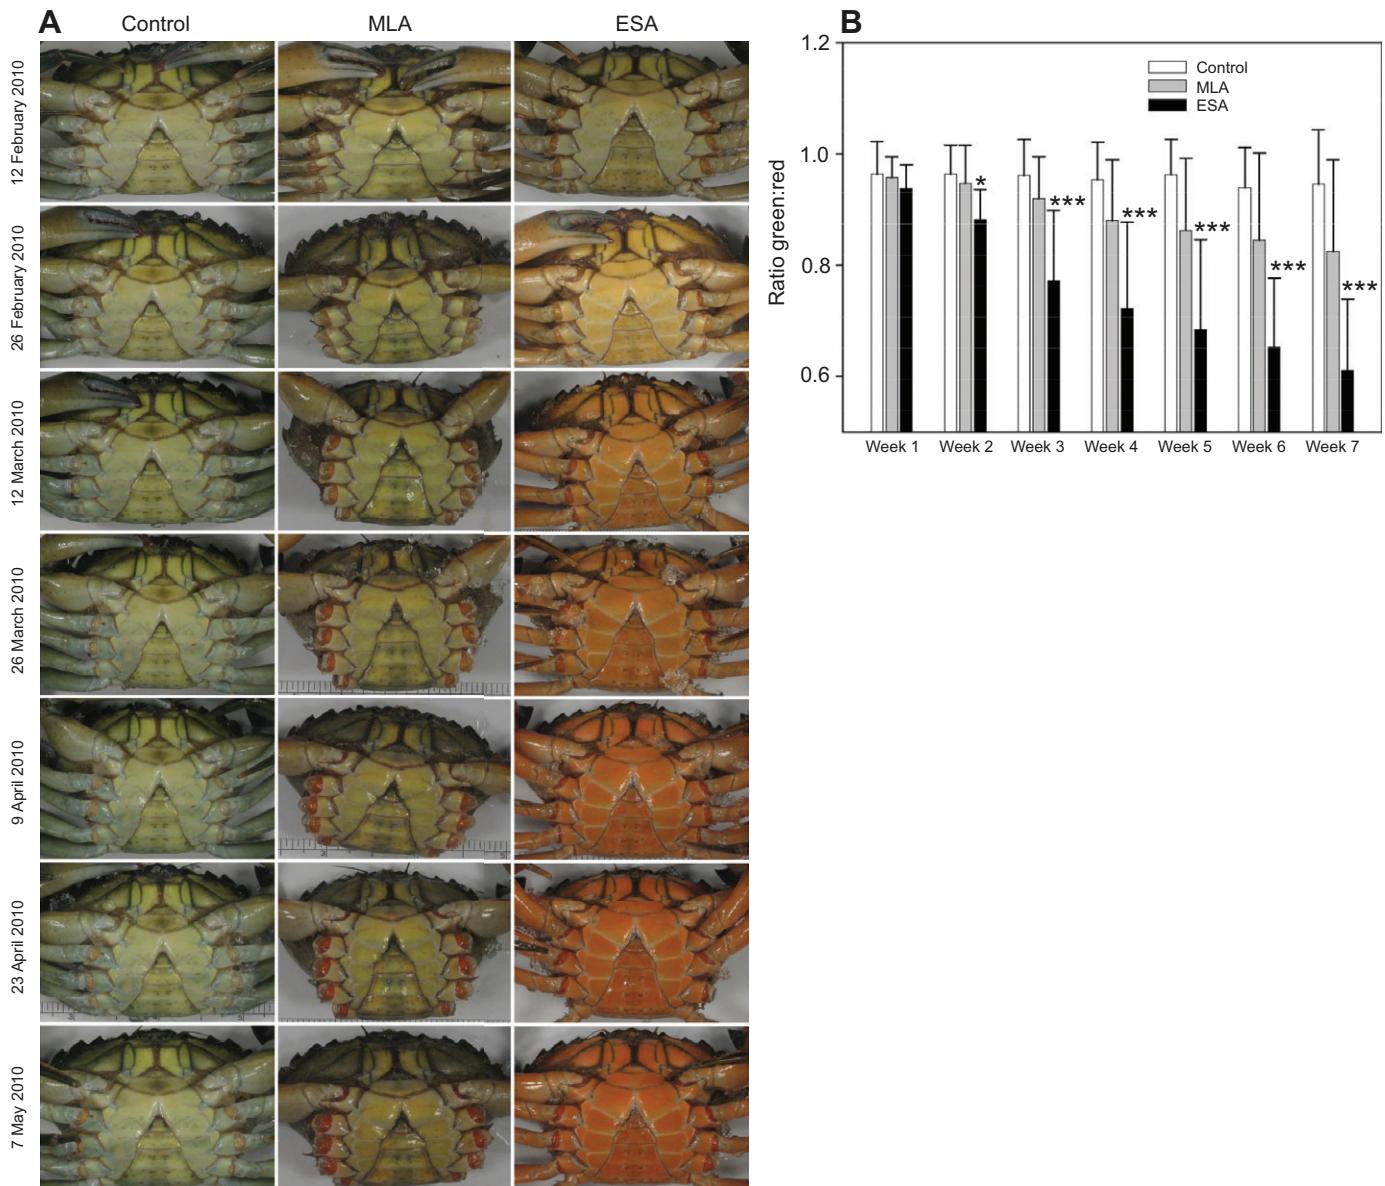 A
Control
MLA
ESA
12 February 2010
26 February 2010
12 March 2010
26 March 2010
9 April 2010
23 April 2010
7 May 2010
B
1.2
1.0
0.8
0.6
Ratio green:red
Control
MLA
ESA
*
***
***
***
***
***
Week 1
Week 2
Week 3
Week 4
Week 5
Week 6
Week 7